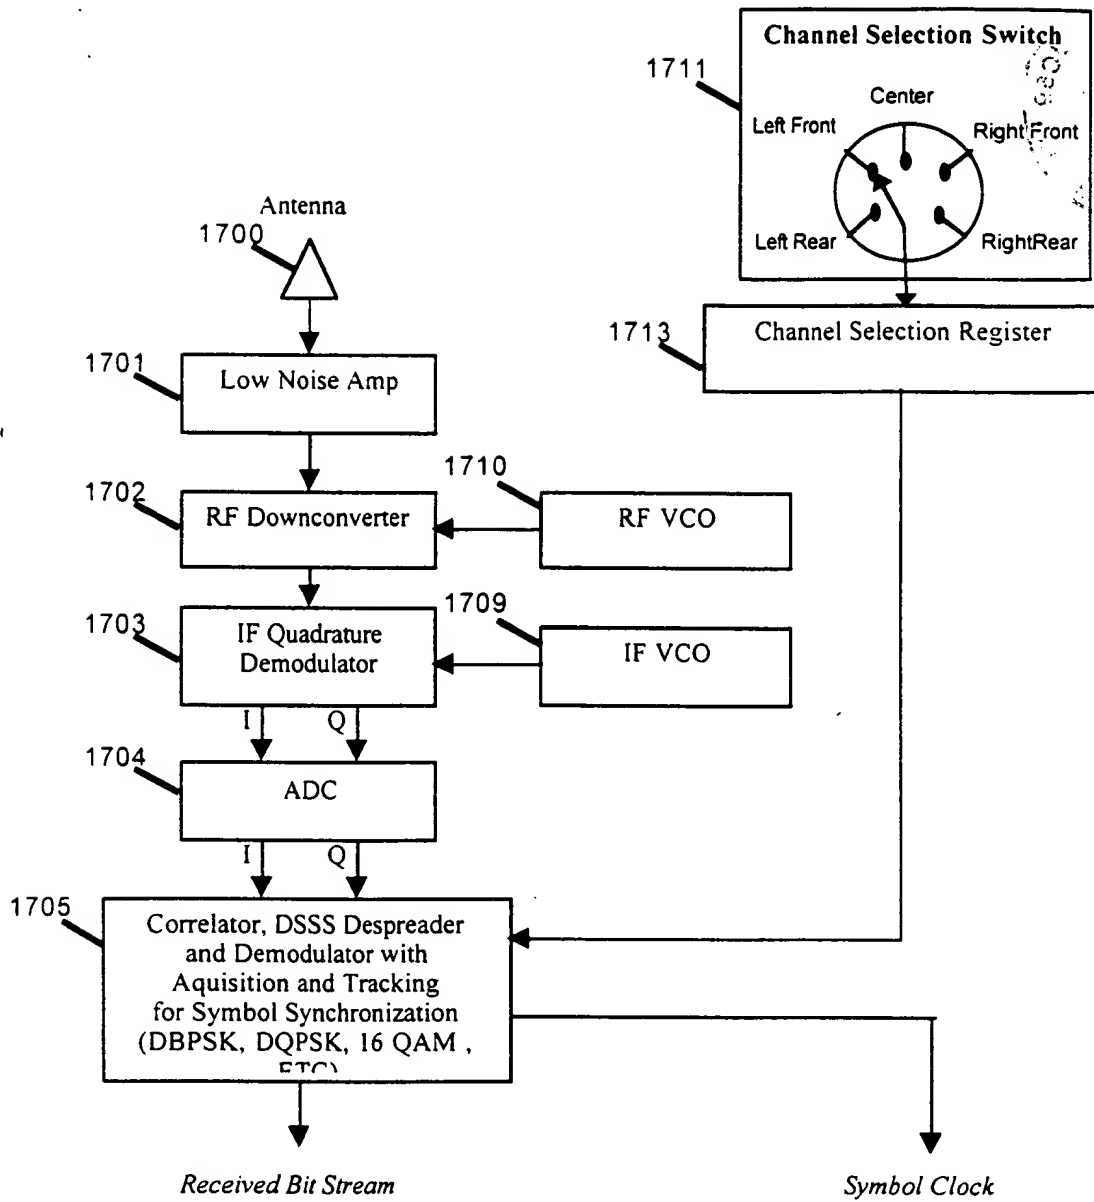 Channel Selection Switch
1711
Center
Left Front
Right Front
Left Rear
RightRear
Antenna
1700
1713
Channel Selection Register
1701
Low Noise Amp
1702
RF Downconverter
1710
RF VCO
1703
IF Quadrature
Demodulator
1709
IF VCO
I
Q
1704
ADC
I
Q
1705
Correlator, DSSS Despreader
and Demodulator with
Aquisition and Tracking
for Symbol Synchronization
(DBPSK, DQPSK, 16 QAM ,
ETC)
Received Bit Stream
Symbol Clock